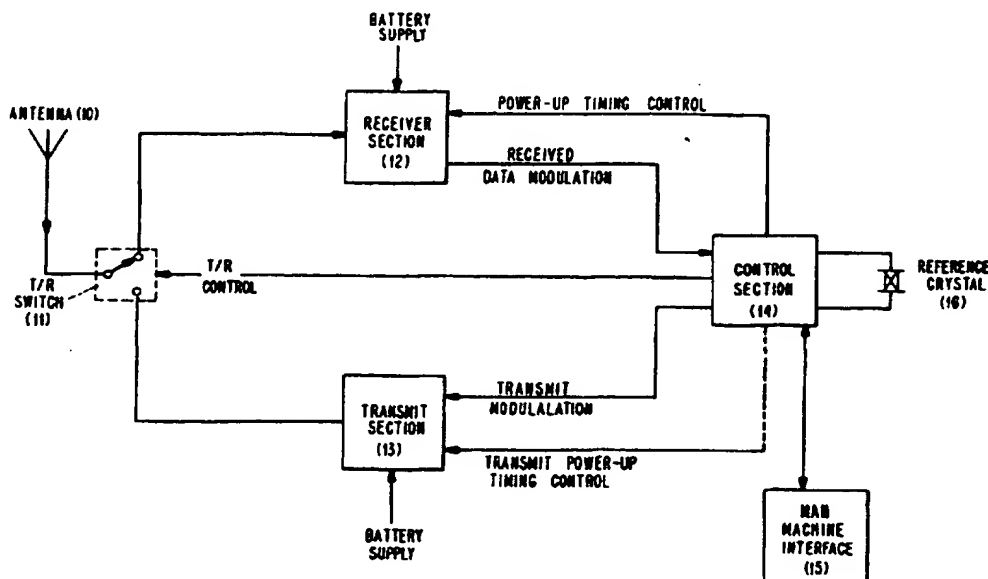 BATTERY
SUPPLY
ANTENNA (10)
RECEIVER
SECTION
(12)
POWER-UP TIMING CONTROL
RECEIVED
DATA MODULATION
T/R
SWITCH
(11)
T/R
CONTROL
CONTROL
SECTION
(14)
REFERENCE
CRYSTAL
(16)
TRANSMIT
SECTION
(13)
TRANSMIT
MODULALATION
TRANSMIT POWER-UP
TIMING CONTROL
BATTERY
SUPPLY
MAN
MACHINE
INTERFACE
(15)